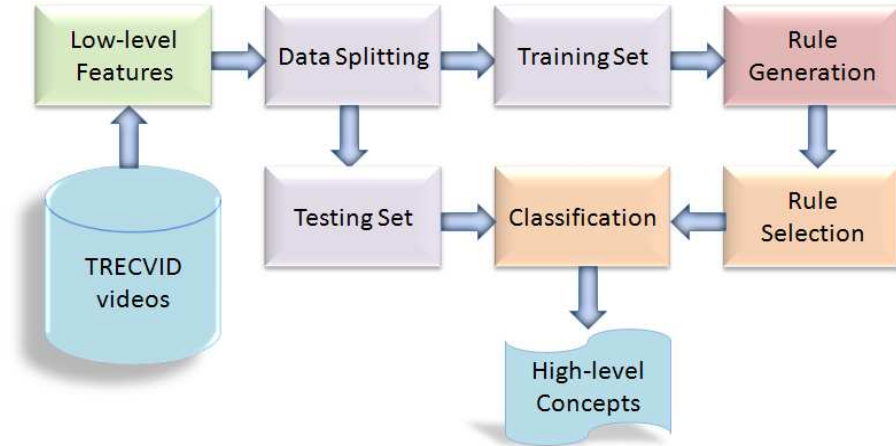 Low-level
Features
Data Splitting
Training Set
Rule
Generation
TRECVID
videos
Testing Set
Classification
Rule
Selection
High-level
Concepts